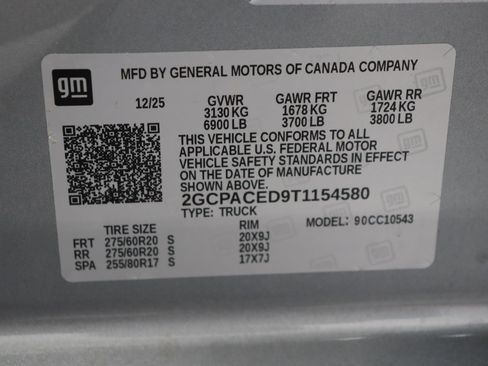 gm
MFD BY GENERAL MOTORS OF CANADA COMPANY
12/25 GVWR GAWR FRT GAWR RR
3130 KG 1678 KG 1724 KG
6900 LB 3700 LB 3800 LB
THIS VEHICLE CONFORMS TO ALL
APPLICABLE U.S. FEDERAL MOTOR
VEHICLE SAFETY STANDARDS IN EFFECT
ON THE DATE OF MANUFACTURE
SHOWN ABOVE.
2GCPACED9T1154580
TYPE: TRUCK MODEL: 90CC10543
TIRE SIZE RIM
FRT 275/60R20 S 20X9J
RR 275/60R20 S 20X9J
SPA 255/80R17 S 17X7J